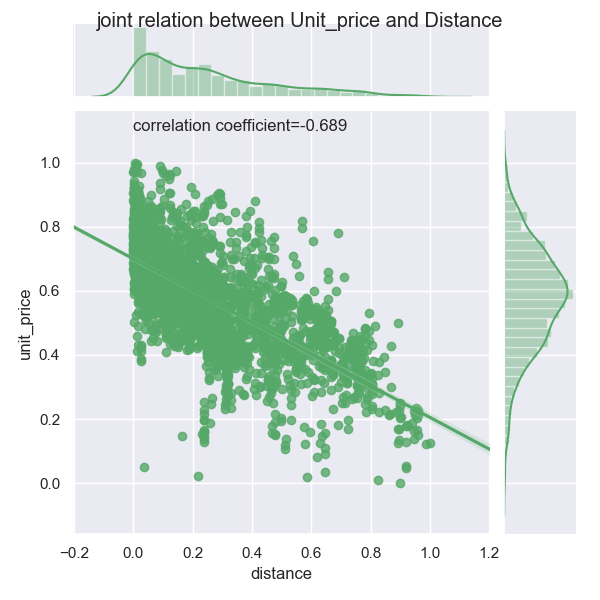 joint relation between Unit_price and Distance
correlation coefficient=-0.689
1.0
0.8
0.6
0.4
0.2
0.0
unit_price
−0.2 0.0 0.2 0.4 0.6 0.8 1.0 1.2
distance